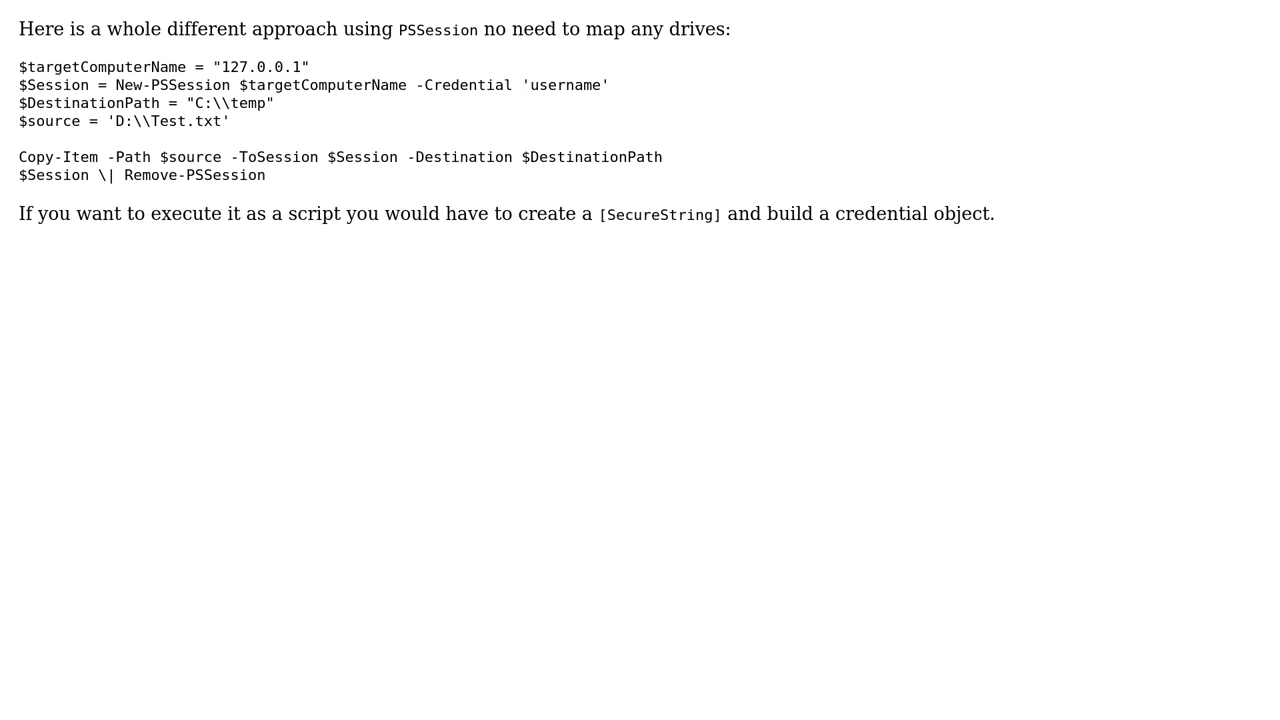 Here is a whole different approach using PSSession no need to map any drives:
$targetComputerName = "127.0.0.1"
$Session = New-PSSession $targetComputerName -Credential 'username'
$DestinationPath = "C:\\temp"
$source = 'D:\\Test.txt'
Copy-Item -Path $source -ToSession $Session -Destination $DestinationPath
$Session \| Remove-PSSession
If you want to execute it as a script you would have to create a [SecureString] and build a credential object.